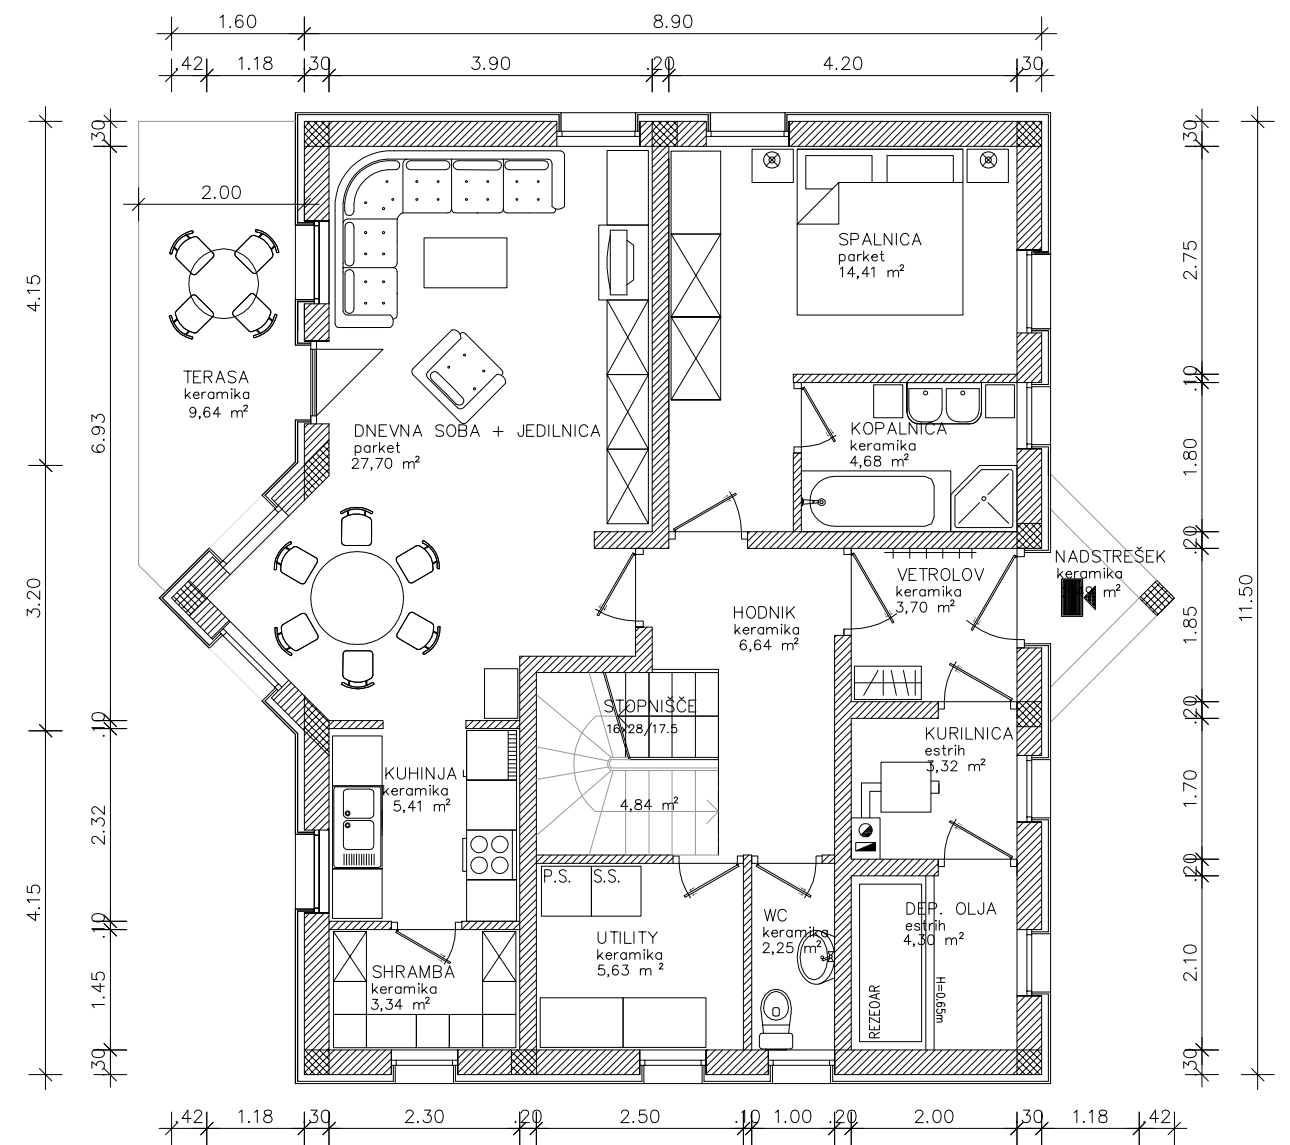 1.60
8.90
.42
1.18
.30
3.90
.20
4.20
.30
.30
.30
2.00
SPALNICA
parket
14,41 m²
2.75
4.15
TERASA
keramika
9,64 m²
.10
6.93
DNEVNA SOBA + JEDILNICA
parket
27,70 m²
KOPALNICA
keramika
4,68 m²
1.80
.20
NADSTREŠEK
keramika
m²
VETROLOV
keramika
3,70 m²
3.20
11.50
HODNIK
keramika
6,64 m²
1.85
STOPNIŠČE
16x28/17.5
4,84 m²
.20
.10
KURILNICA
estrih
3,32 m²
KUHINJA
keramika
5,41 m²
1.70
2.32
.20
P.S.
S.S.
4.15
WC
keramika
2,25 m²
DEP. OLJA
estrih
4,30 m²
.10
UTILITY
keramika
5,63 m²
2.10
SHRAMBA
keramika
3,34 m²
1.45
REZEOAR
H=0.65m
.30
.30
.42
1.18
.30
2.30
.20
2.50
.10
1.00
.20
2.00
.30
1.18
.42